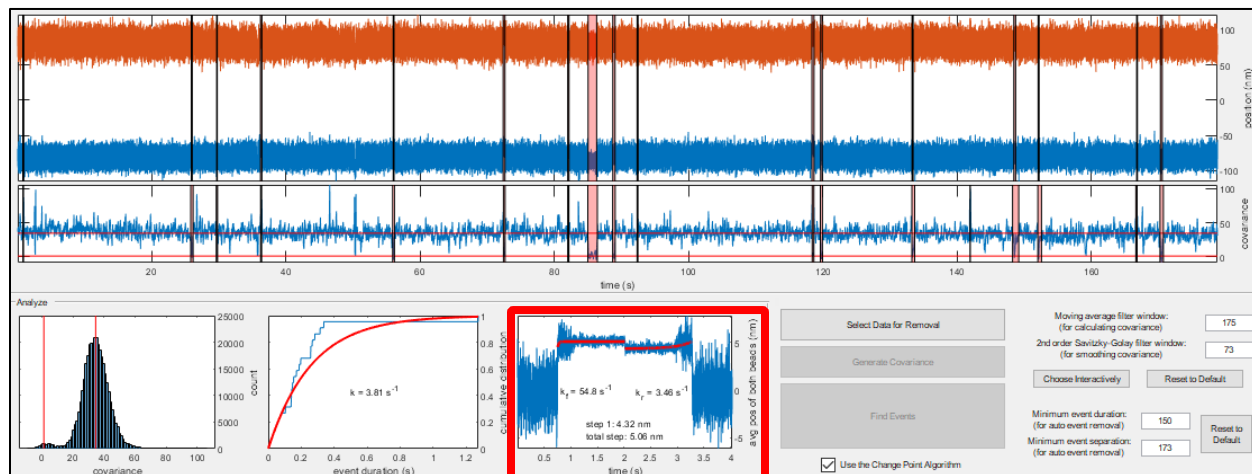 100
50
0
-50
-100
position (nm)
100
50
0
covariance
20
40
60
80
100
120
140
160
time (s)
Analyze
25000
20000
15000
10000
5000
0
count
0 20 40 60 80 100
covariance
1
0.8
0.6
0.4
0.2
0
cumulative distribution
k = 3.81 s-1
0 0.2 0.4 0.6 0.8 1 1.2
event duration (s)
5
0
-5
avg pos of both beads (nm)
kf = 54.8 s-1
kr = 3.46 s-1
step 1: 4.32 nm
total step: 5.06 nm
0.5 1 1.5 2 2.5 3 3.5 4
time (s)
Select Data for Removal
Generate Covariance
Find Events
Use the Change Point Algorithm
Moving average filter window:
(for calculating covariance)
175
2nd order Savitzky-Golay filter window:
(for smoothing covariance)
73
Choose Interactively
Reset to Default
Minimum event duration:
(for auto event removal)
150
Minimum event separation:
(for auto event removal)
173
Reset to
Default